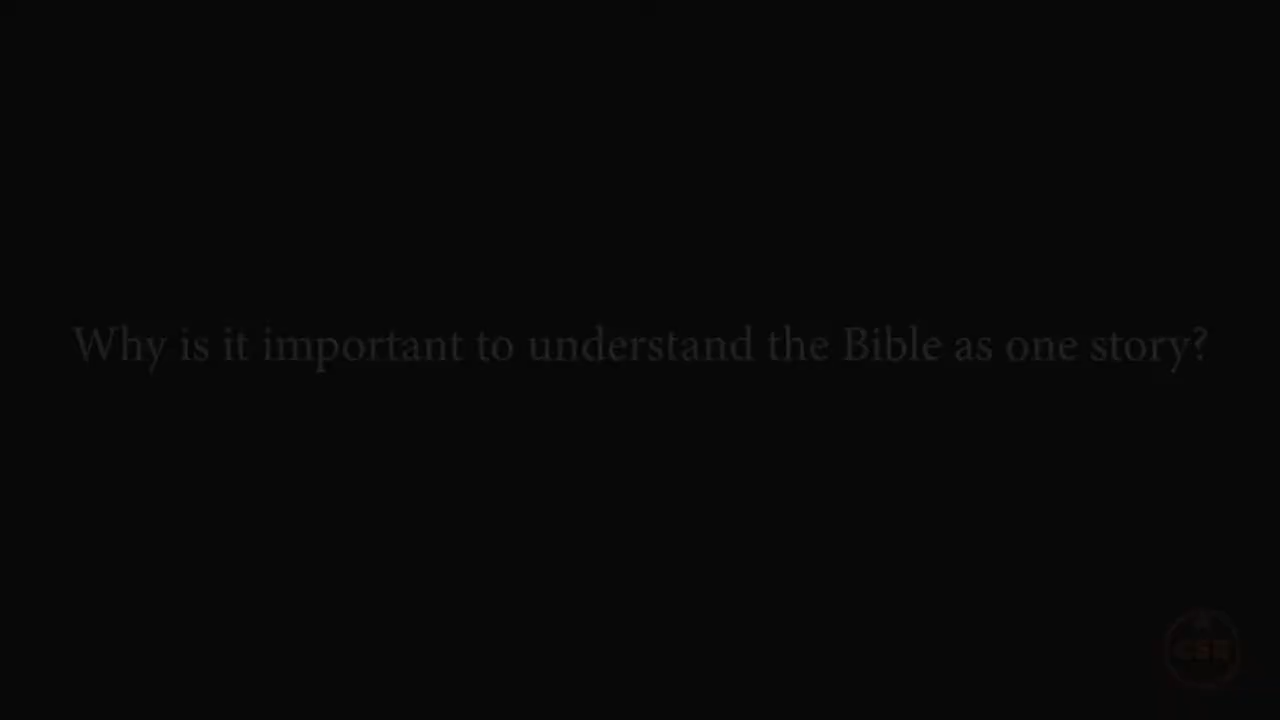 Why is it important to understand the Bible as one story?